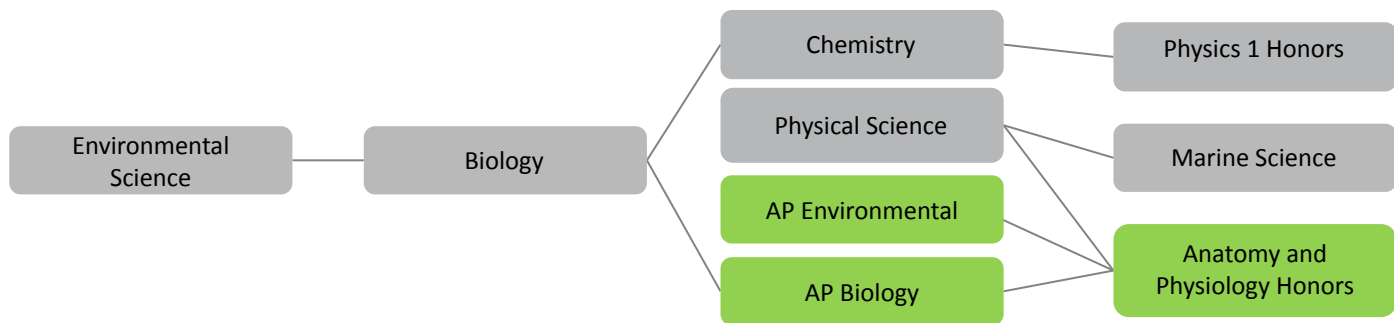 Environmental
Science
Biology
Chemistry
Physical Science
AP Environmental
AP Biology
Physics 1 Honors
Marine Science
Anatomy and
Physiology Honors